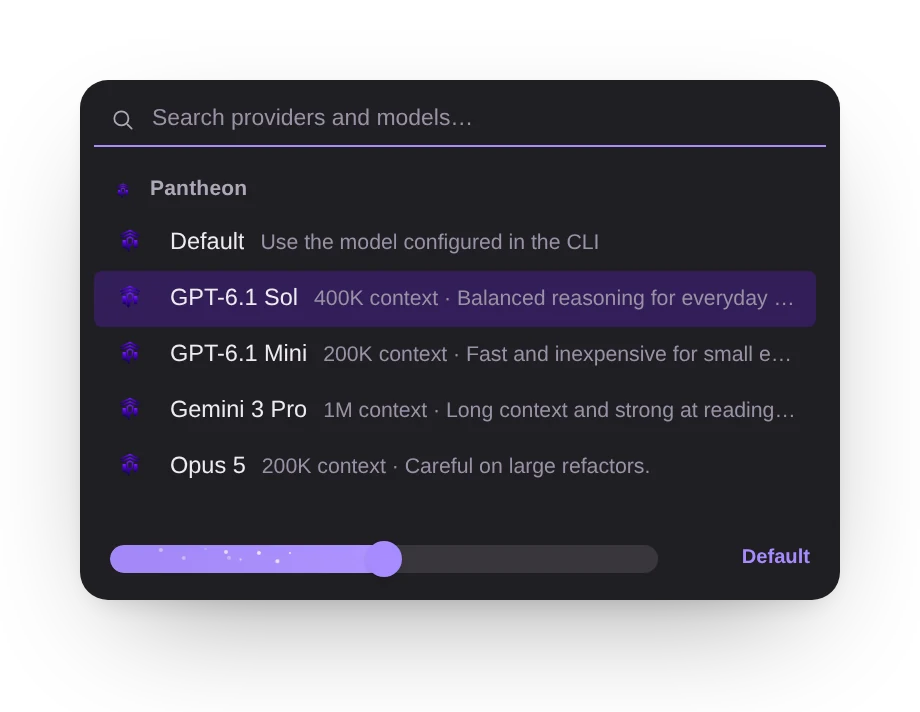 Search providers and models…
Pantheon
Default Use the model configured in the CLI
GPT-6.1 Sol 400K context · Balanced reasoning for everyday …
GPT-6.1 Mini 200K context · Fast and inexpensive for small e…
Gemini 3 Pro 1M context · Long context and strong at reading…
Opus 5 200K context · Careful on large refactors.
Default